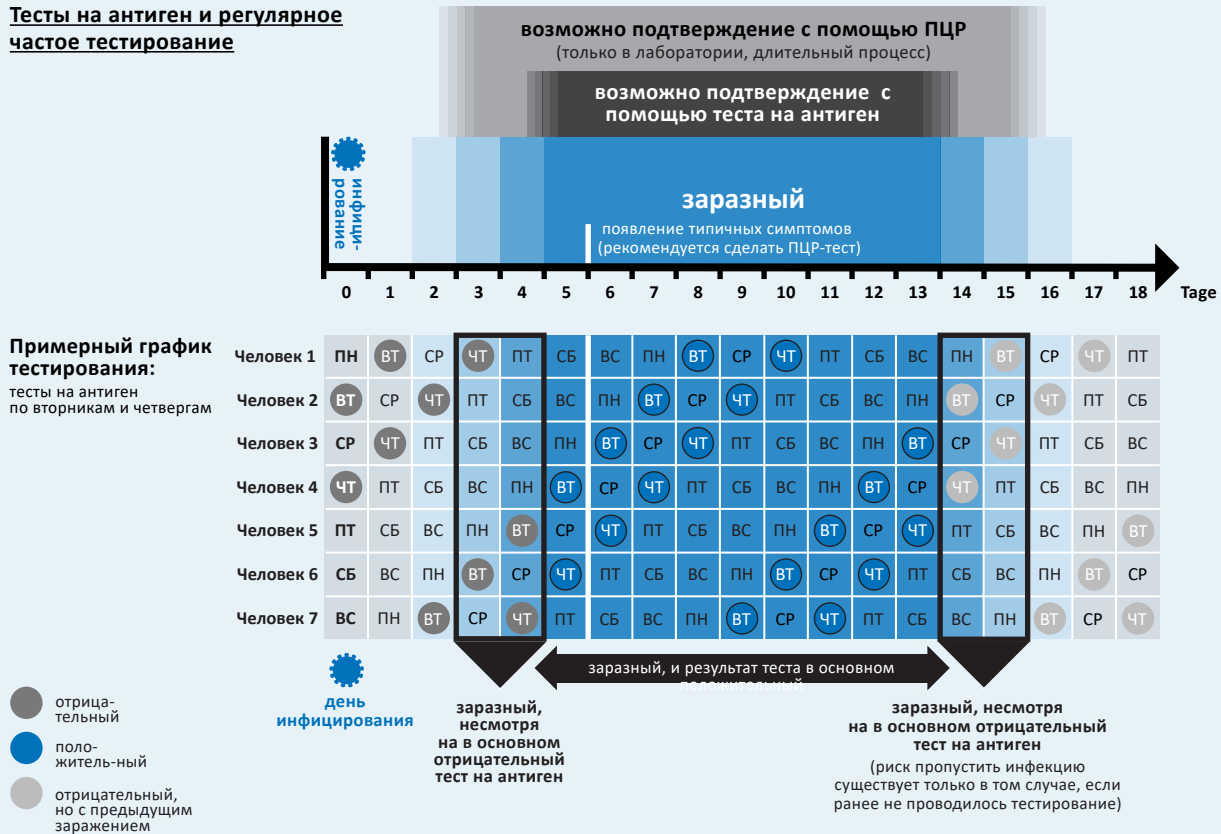 Тесты на антиген и регулярное
частое тестирование
возможно подтверждение с помощью ПЦР
(только в лаборатории, длительный процесс)
возможно подтверждение с
помощью теста на антиген
инфици-
рование
заразный
появление типичных симптомов
(рекомендуется сделать ПЦР-тест)
0 1 2 3 4 5 6 7 8 9 10 11 12 13 14 15 16 17 18 Tage
Примерный график
тестирования:
тесты на антиген
по вторникам и четвергам
Человек 1 ПН ВТ СР ЧТ ПТ СБ ВС ПН ВТ СР ЧТ ПТ СБ ВС ПН ВТ СР ЧТ ПТ
Человек 2 ВТ СР ЧТ ПТ СБ ВС ПН ВТ СР ЧТ ПТ СБ ВС ПН ВТ СР ЧТ ПТ СБ
Человек 3 СР ЧТ ПТ СБ ВС ПН ВТ СР ЧТ ПТ СБ ВС ПН ВТ СР ЧТ ПТ СБ ВС
Человек 4 ЧТ ПТ СБ ВС ПН ВТ СР ЧТ ПТ СБ ВС ПН ВТ СР ЧТ ПТ СБ ВС ПН
Человек 5 ПТ СБ ВС ПН ВТ СР ЧТ ПТ СБ ВС ПН ВТ СР ЧТ ПТ СБ ВС ПН ВТ
Человек 6 СБ ВС ПН ВТ СР ЧТ ПТ СБ ВС ПН ВТ СР ЧТ ПТ СБ ВС ПН ВТ СР
Человек 7 ВС ПН ВТ СР ЧТ ПТ СБ ВС ПН ВТ СР ЧТ ПТ СБ ВС ПН ВТ СР ЧТ
заразный, и результат теста в основном
положительный
день
инфицирования
заразный,
несмотря
на в основном
отрицательный
тест на антиген
заразный, несмотря
на в основном отрицательный
тест на антиген
(риск пропустить инфекцию
существует только в том случае, если
ранее не проводилось тестирование)
отрица-
тельный
поло-
житель-ный
отрицательный,
но с предыдущим
заражением